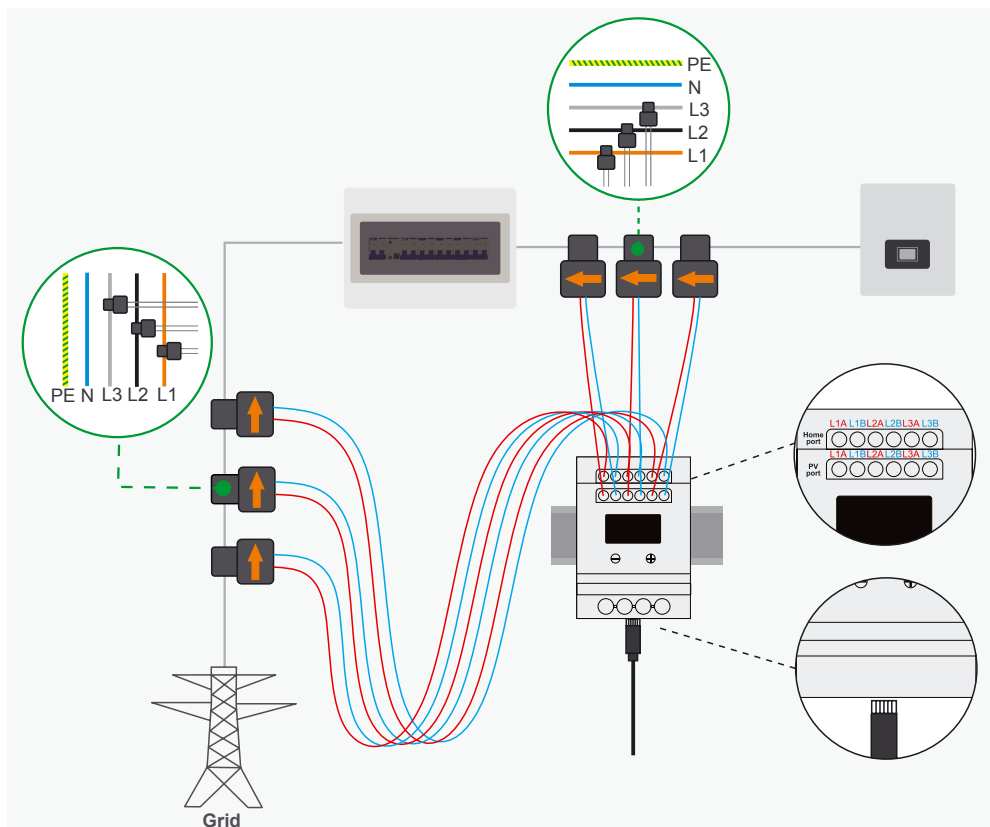 PE
N
L3
L2
L1
PE N L3 L2 L1
L1A L1B L2A L2B L3A L3B
Home
port
L1A L1B L2A L2B L3A L3B
PV
port
Grid